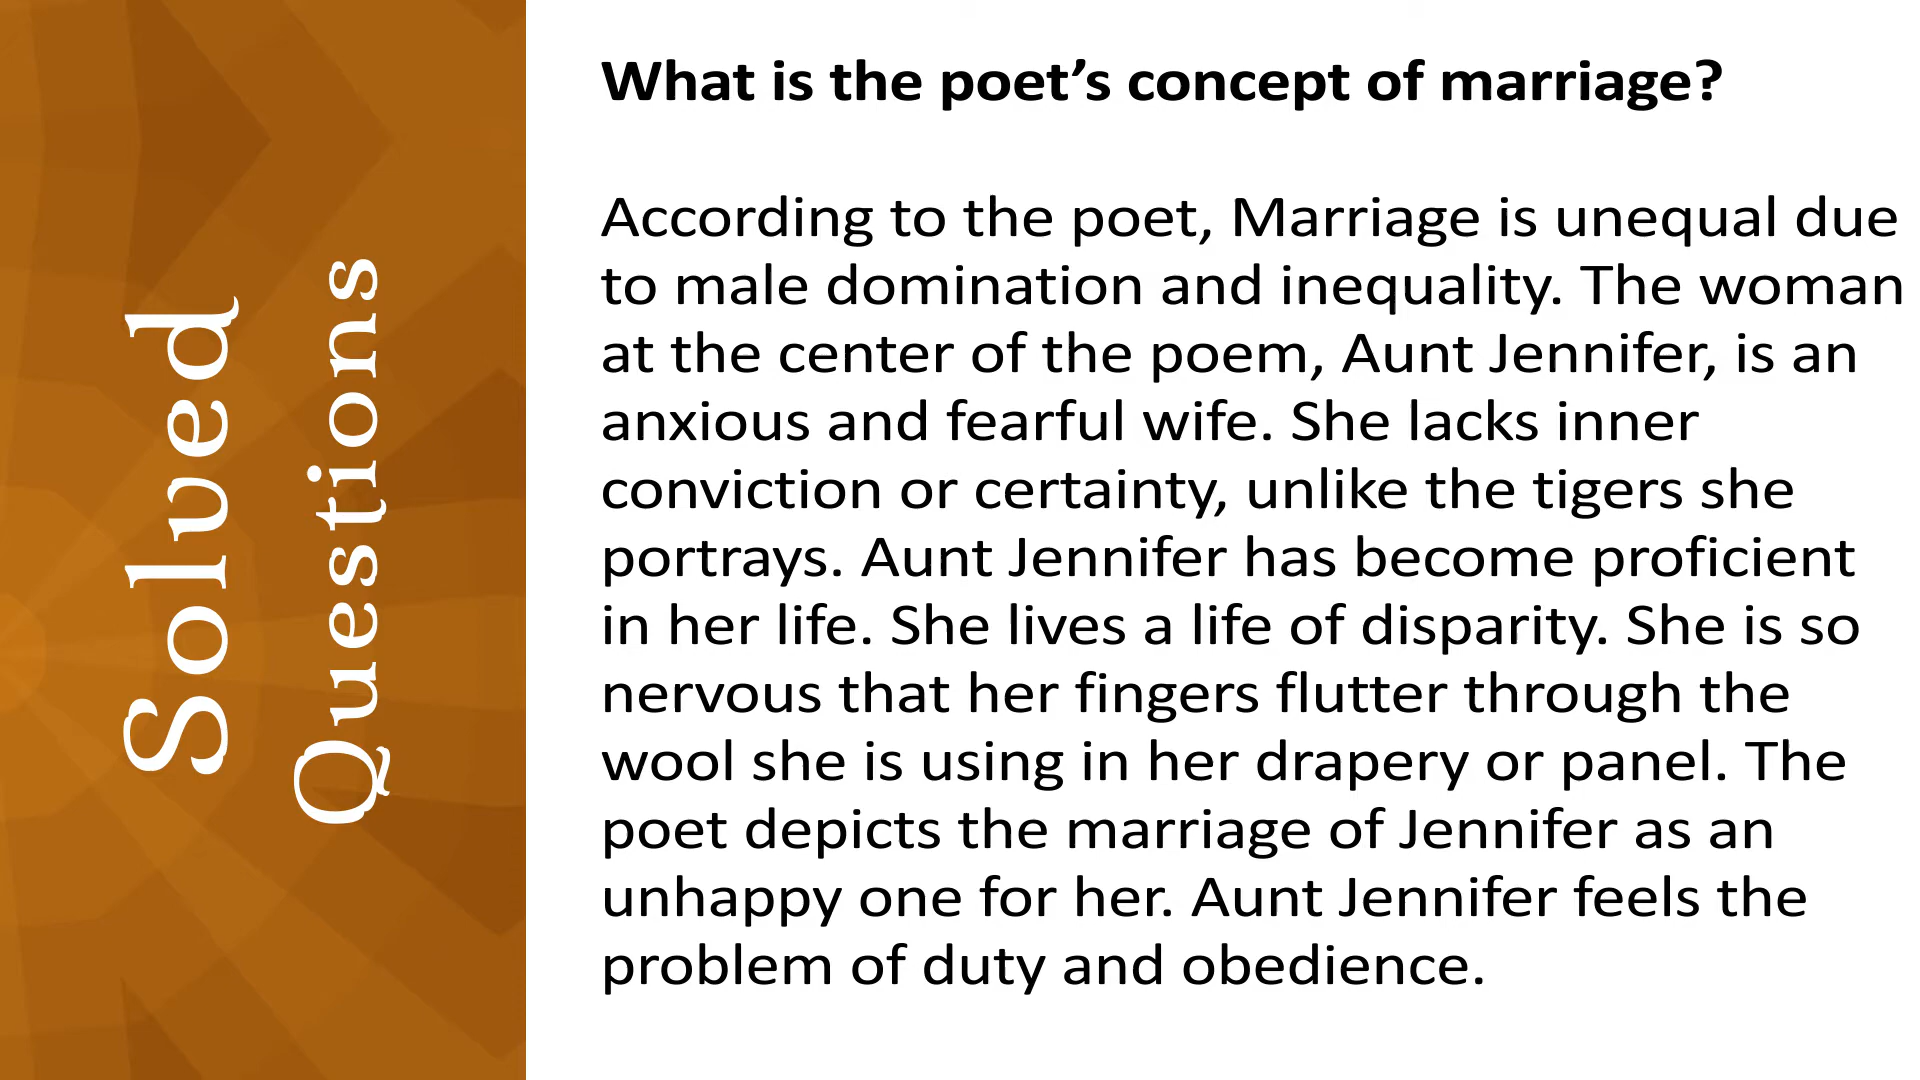 Solved
Questions
What is the poet’s concept of marriage?
According to the poet, Marriage is unequal due
to male domination and inequality. The woman
at the center of the poem, Aunt Jennifer, is an
anxious and fearful wife. She lacks inner
conviction or certainty, unlike the tigers she
portrays. Aunt Jennifer has become proficient
in her life. She lives a life of disparity. She is so
nervous that her fingers flutter through the
wool she is using in her drapery or panel. The
poet depicts the marriage of Jennifer as an
unhappy one for her. Aunt Jennifer feels the
problem of duty and obedience.